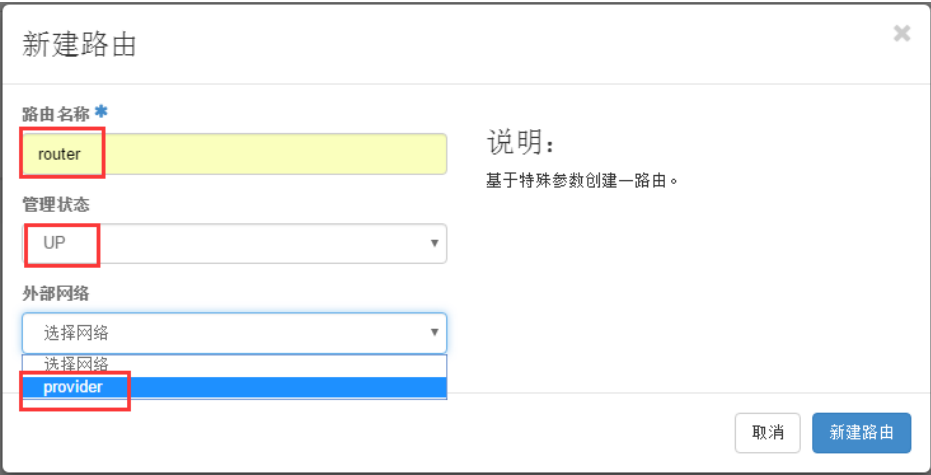 新建路由
×
路由名称 *
router
管理状态
UP
外部网络
选择网络
选择网络
provider
说明:
基于特殊参数创建一路由。
取消
新建路由